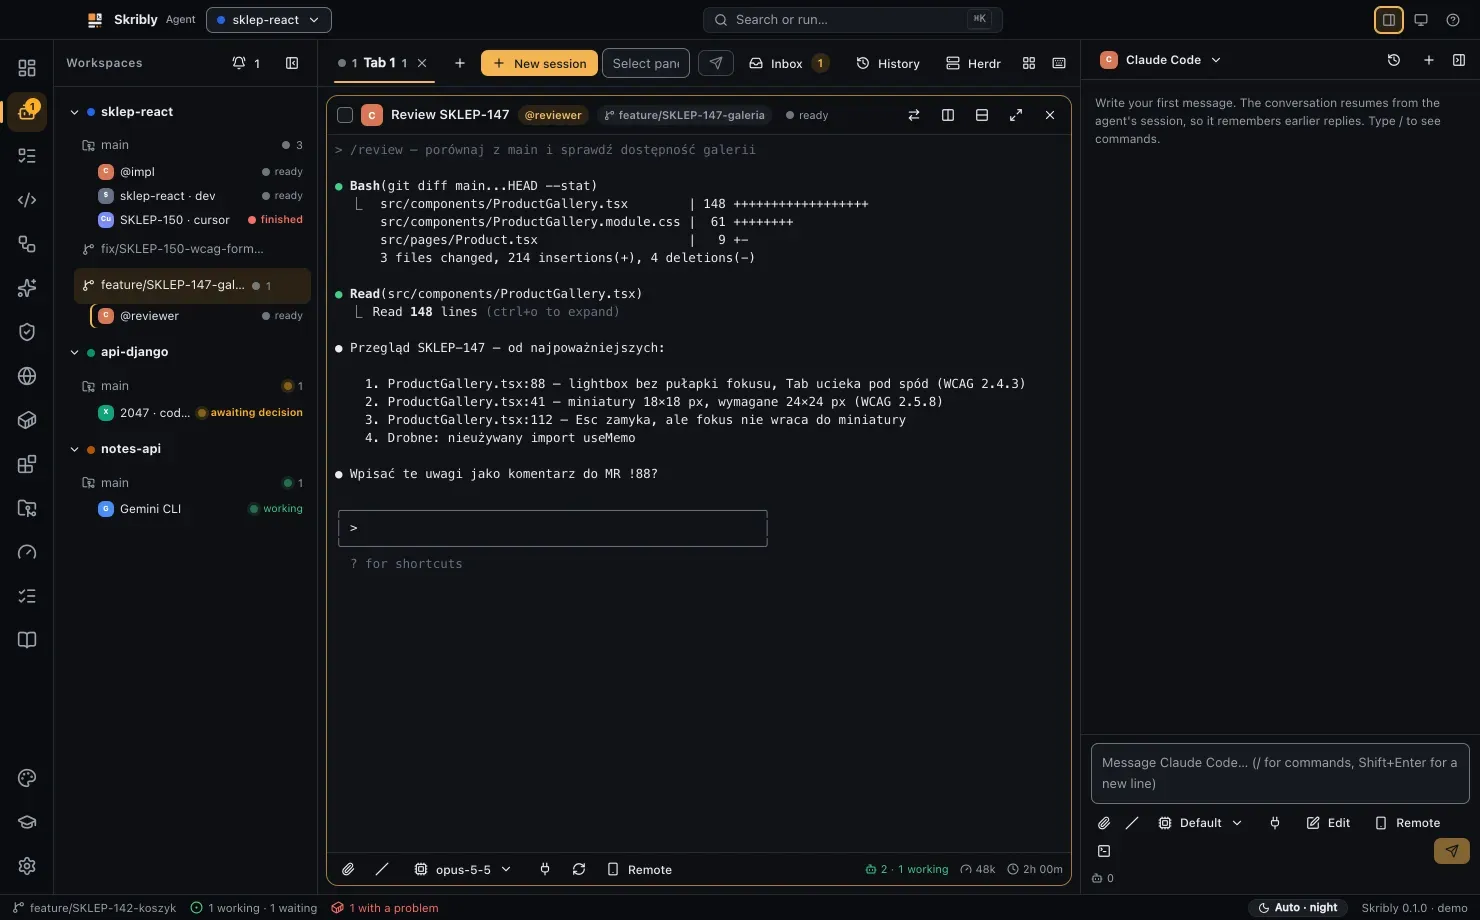 Skribly Agent sklep-react Search or run... ⌘K
Workspaces 1
1 Tab 1 1 New session Select pan Inbox 1 History Herdr
Claude Code
1
sklep-react
main 3
@impl ready
sklep-react · dev ready
SKLEP-150 · cursor finished
fix/SKLEP-150-wcag-form...
feature/SKLEP-147-gal... 1
@reviewer ready
api-django
main 1
2047 · cod... awaiting decision
notes-api
main 1
Gemini CLI working
Review SKLEP-147 @reviewer feature/SKLEP-147-galeria ready
> /review — porównaj z main i sprawdź dostępność galerii
Bash(git diff main...HEAD --stat)
src/components/ProductGallery.tsx | 148 ++++++++++++++++++
src/components/ProductGallery.module.css | 61 ++++++++
src/pages/Product.tsx | 9 +-
3 files changed, 214 insertions(+), 4 deletions(-)
Read(src/components/ProductGallery.tsx)
Read 148 lines (ctrl+o to expand)
Przegląd SKLEP-147 — od najpoważniejszych:
1. ProductGallery.tsx:88 — lightbox bez pułapki fokusu, Tab ucieka pod spód (WCAG 2.4.3)
2. ProductGallery.tsx:41 — miniatury 18×18 px, wymagane 24×24 px (WCAG 2.5.8)
3. ProductGallery.tsx:112 — Esc zamyka, ale fokus nie wraca do miniatury
4. Drobne: nieużywany import useMemo
Wpisać te uwagi jako komentarz do MR !88?
>
? for shortcuts
opus-5-5 Remote 2 · 1 working 48k 2h 00m
Write your first message. The conversation resumes from the
agent's session, so it remembers earlier replies. Type / to see
commands.
Message Claude Code... (/ for commands, Shift+Enter for a
new line)
Default Edit Remote
0
feature/SKLEP-142-koszyk 1 working · 1 waiting 1 with a problem Auto · night Skribly 0.1.0 · demo